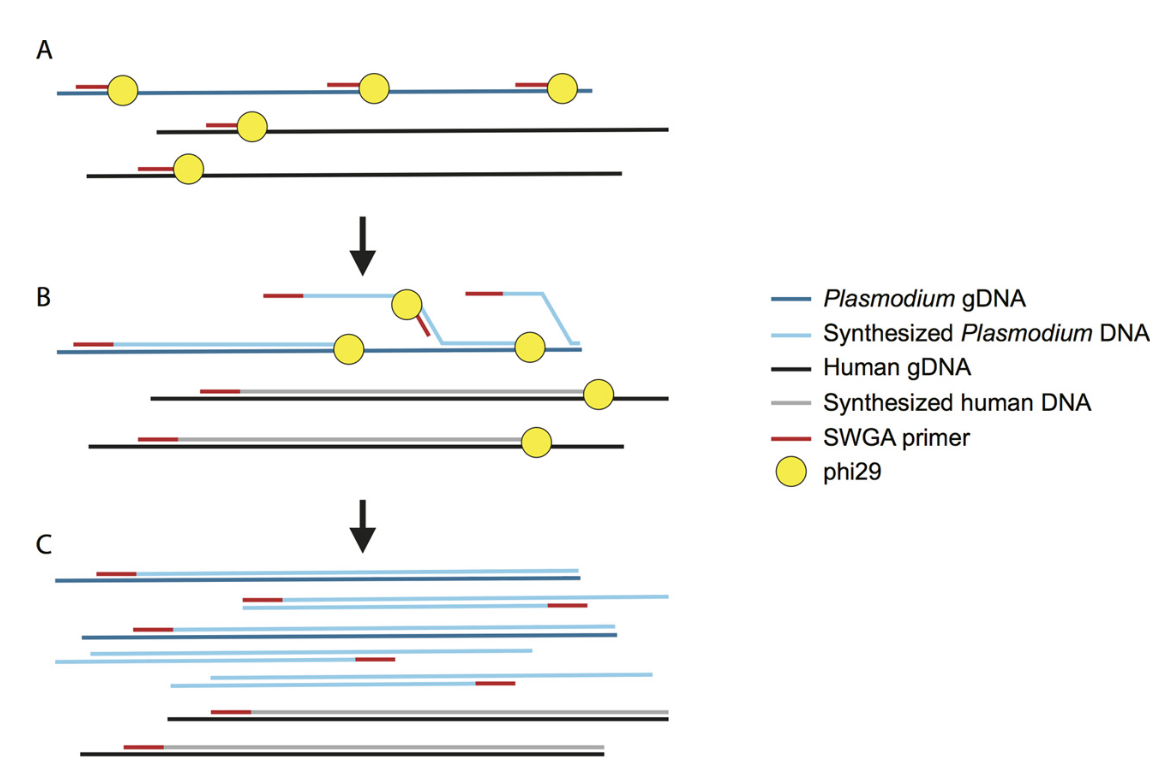 A
B
C
Plasmodium gDNA
Synthesized Plasmodium DNA
Human gDNA
Synthesized human DNA
SWGA primer
phi29